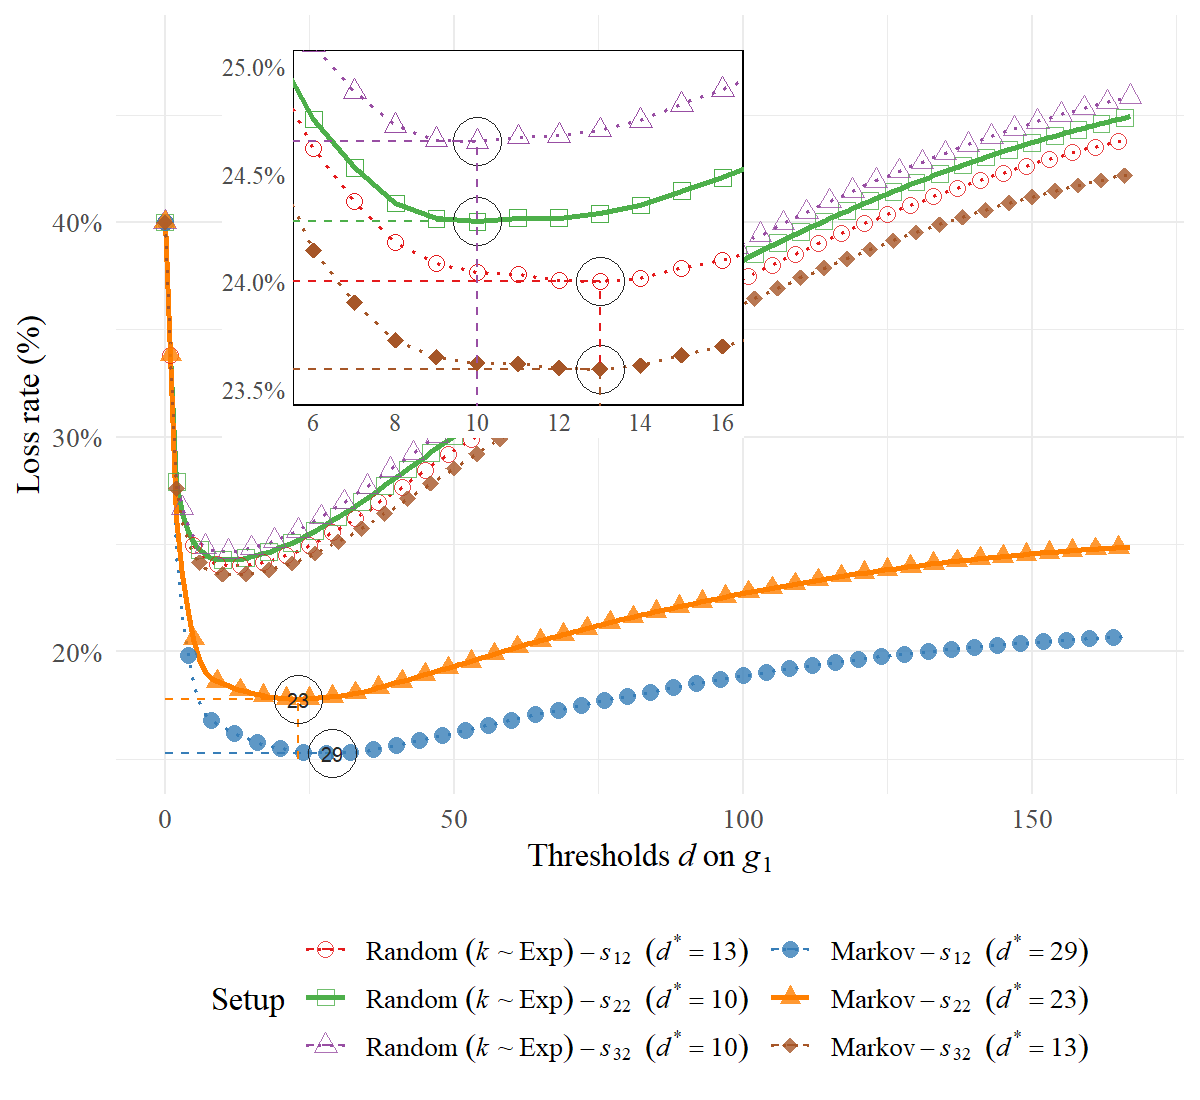 25.0%
24.5%
24.0%
23.5%
6 8 10 12 14 16
40%
30%
20%
Loss rate (%)
23
29
0 50 100 150
Thresholds d on g1
Setup
Random (k ~ Exp) – s12 (d* = 13)
Random (k ~ Exp) – s22 (d* = 10)
Random (k ~ Exp) – s32 (d* = 10)
Markov – s12 (d* = 29)
Markov – s22 (d* = 23)
Markov – s32 (d* = 13)